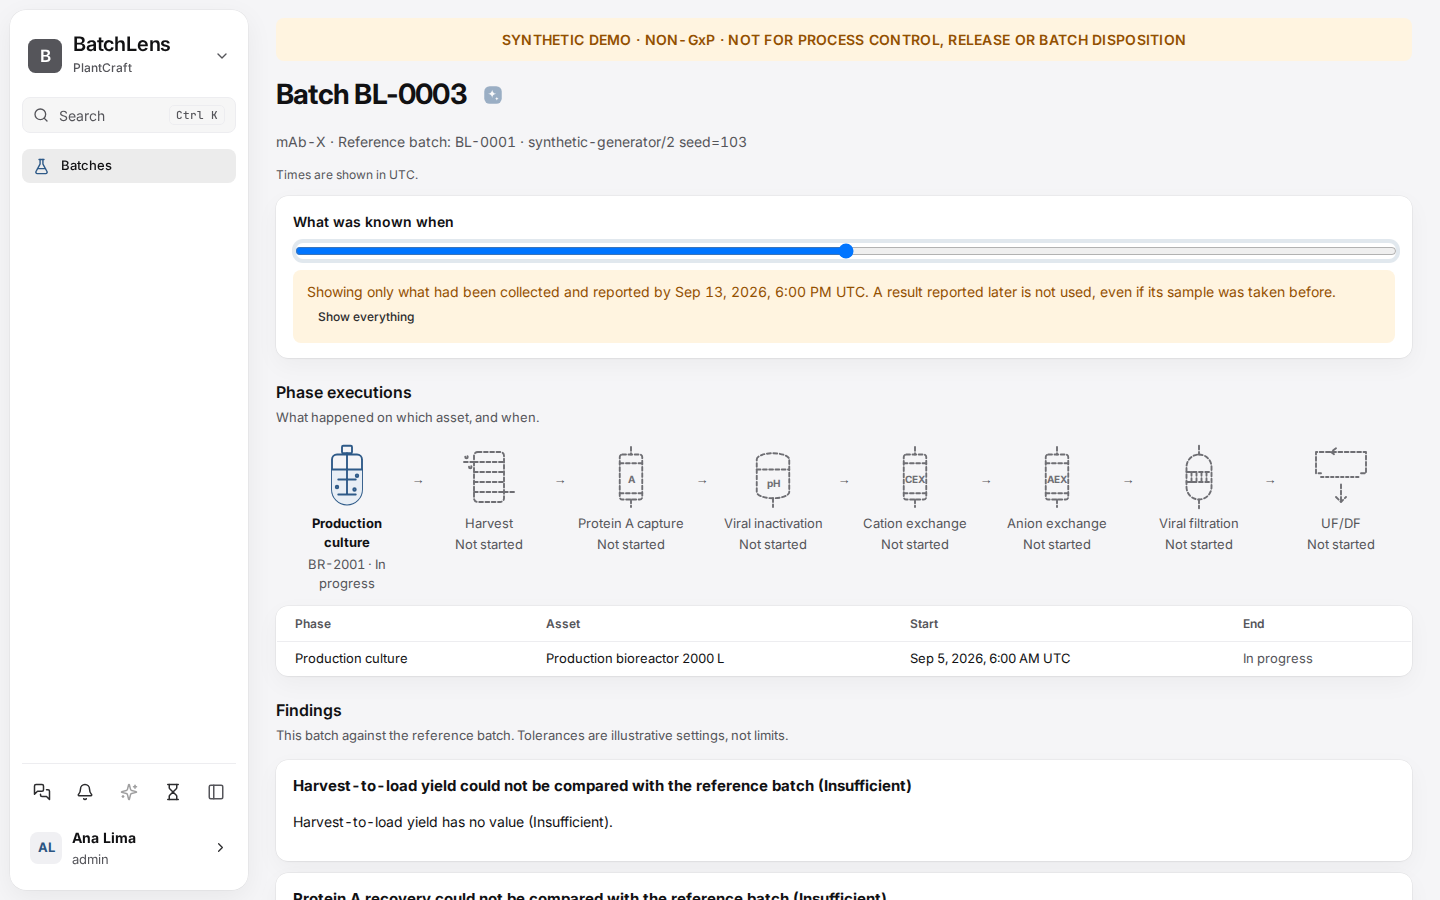 B
BatchLens
PlantCraft
Search
Ctrl K
Batches
AL
Ana Lima
admin
SYNTHETIC DEMO · NON-GxP · NOT FOR PROCESS CONTROL, RELEASE OR BATCH DISPOSITION
Batch BL-0003
mAb-X · Reference batch: BL-0001 · synthetic-generator/2 seed=103
Times are shown in UTC.
What was known when
Showing only what had been collected and reported by Sep 13, 2026, 6:00 PM UTC. A result reported later is not used, even if its sample was taken before.
Show everything
Phase executions
What happened on which asset, and when.
A
pH
CEX
AEX
→ → → → → → →
Production culture
BR-2001 · In progress
Harvest
Not started
Protein A capture
Not started
Viral inactivation
Not started
Cation exchange
Not started
Anion exchange
Not started
Viral filtration
Not started
UF/DF
Not started
Phase Asset Start End
Production culture Production bioreactor 2000 L Sep 5, 2026, 6:00 AM UTC In progress
Findings
This batch against the reference batch. Tolerances are illustrative settings, not limits.
Harvest-to-load yield could not be compared with the reference batch (Insufficient)
Harvest-to-load yield has no value (Insufficient).
Protein A recovery could not be compared with the reference batch (Insufficient)